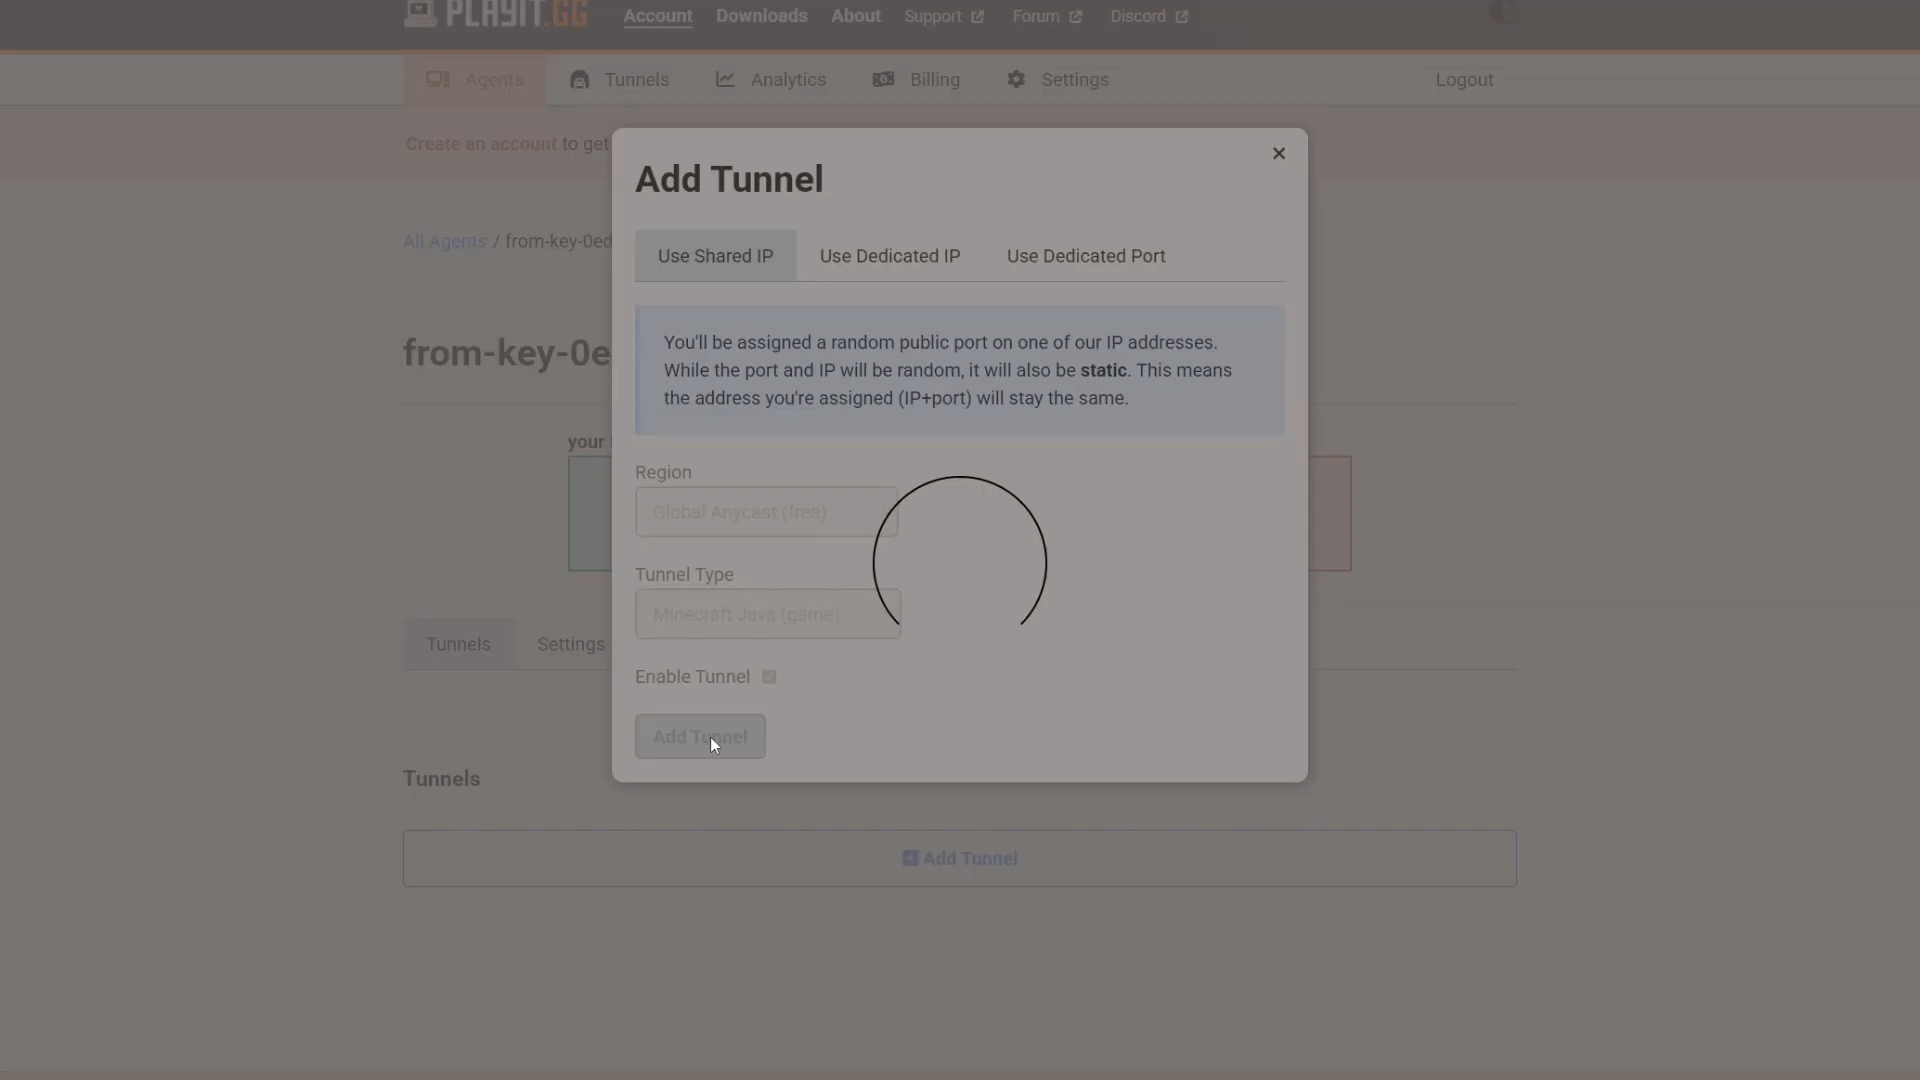 PLAYIT.GG
Account Downloads About Support Forum Discord
Agents Tunnels Analytics Billing Settings Logout
Create an account to get
Add Tunnel
All Agents / from-key-0ed
Use Shared IP Use Dedicated IP Use Dedicated Port
You'll be assigned a random public port on one of our IP addresses.
While the port and IP will be random, it will also be static. This means
the address you're assigned (IP+port) will stay the same.
from-key-0e
your
Region
Global Anycast (free)
Tunnel Type
Minecraft Java (game)
Tunnels Settings
Enable Tunnel
Add Tunnel
Tunnels
Add Tunnel